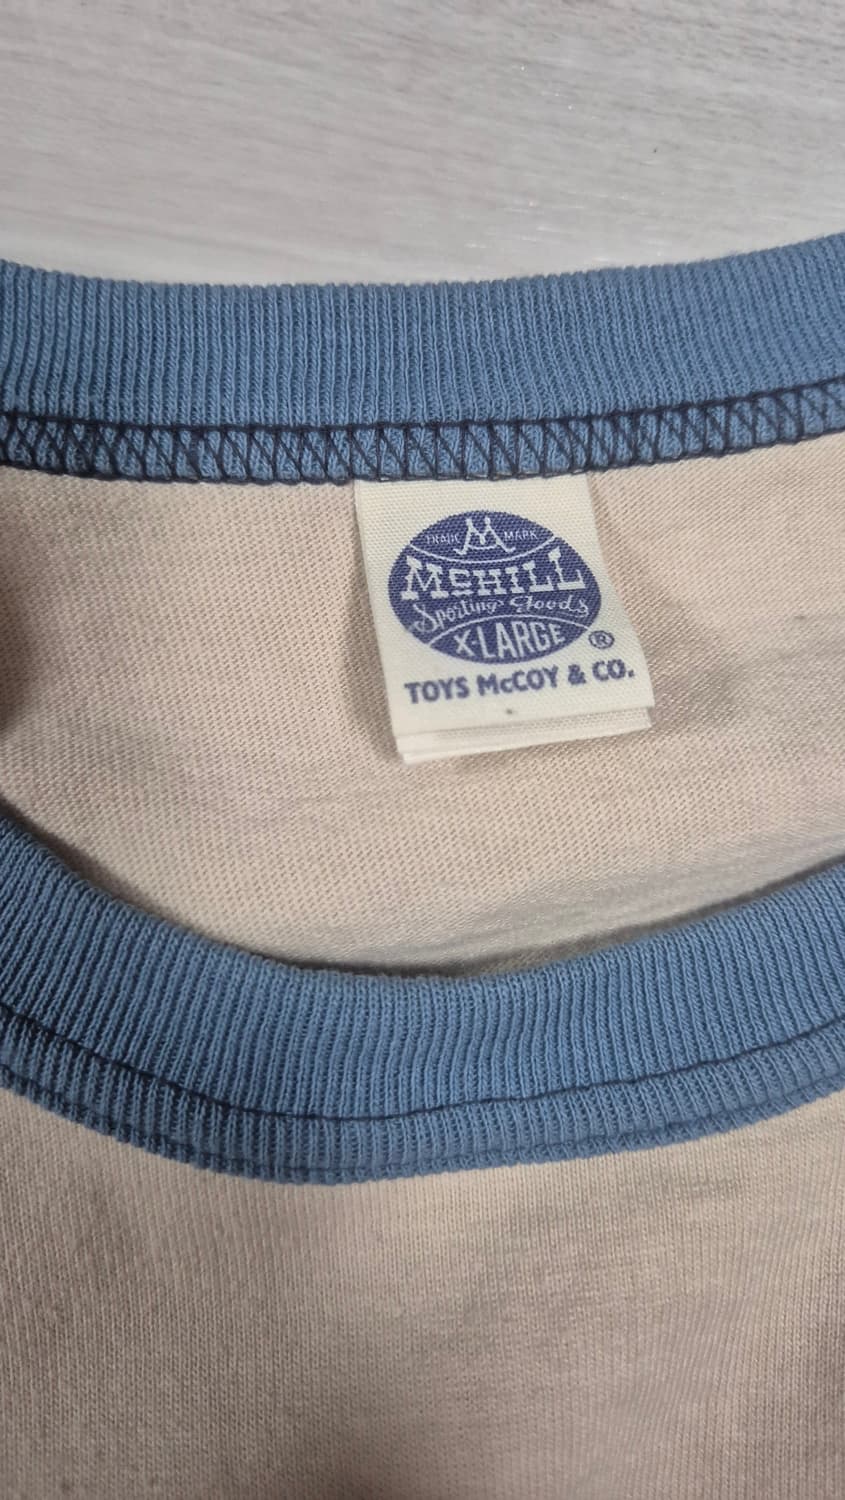 TRADE MARK
McHILL
Sporting Goods
X-LARGE
®
TOYS McCOY & CO.